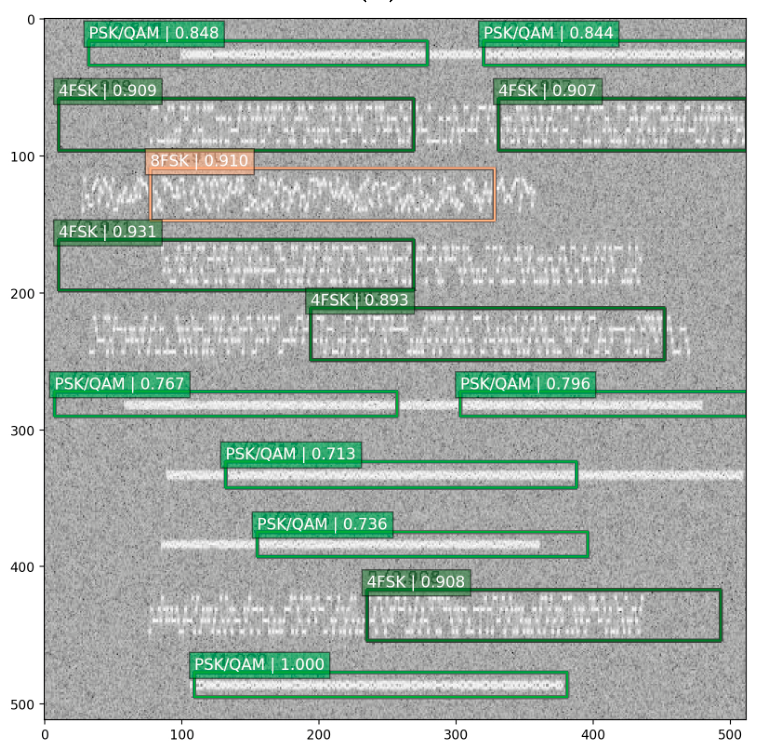 0
PSK/QAM | 0.848
PSK/QAM | 0.844
4FSK | 0.909
4FSK | 0.907
100
8FSK | 0.910
4FSK | 0.931
200
4FSK | 0.893
PSK/QAM | 0.767
PSK/QAM | 0.796
300
PSK/QAM | 0.713
PSK/QAM | 0.736
400
4FSK | 0.908
PSK/QAM | 1.000
500
0 100 200 300 400 500